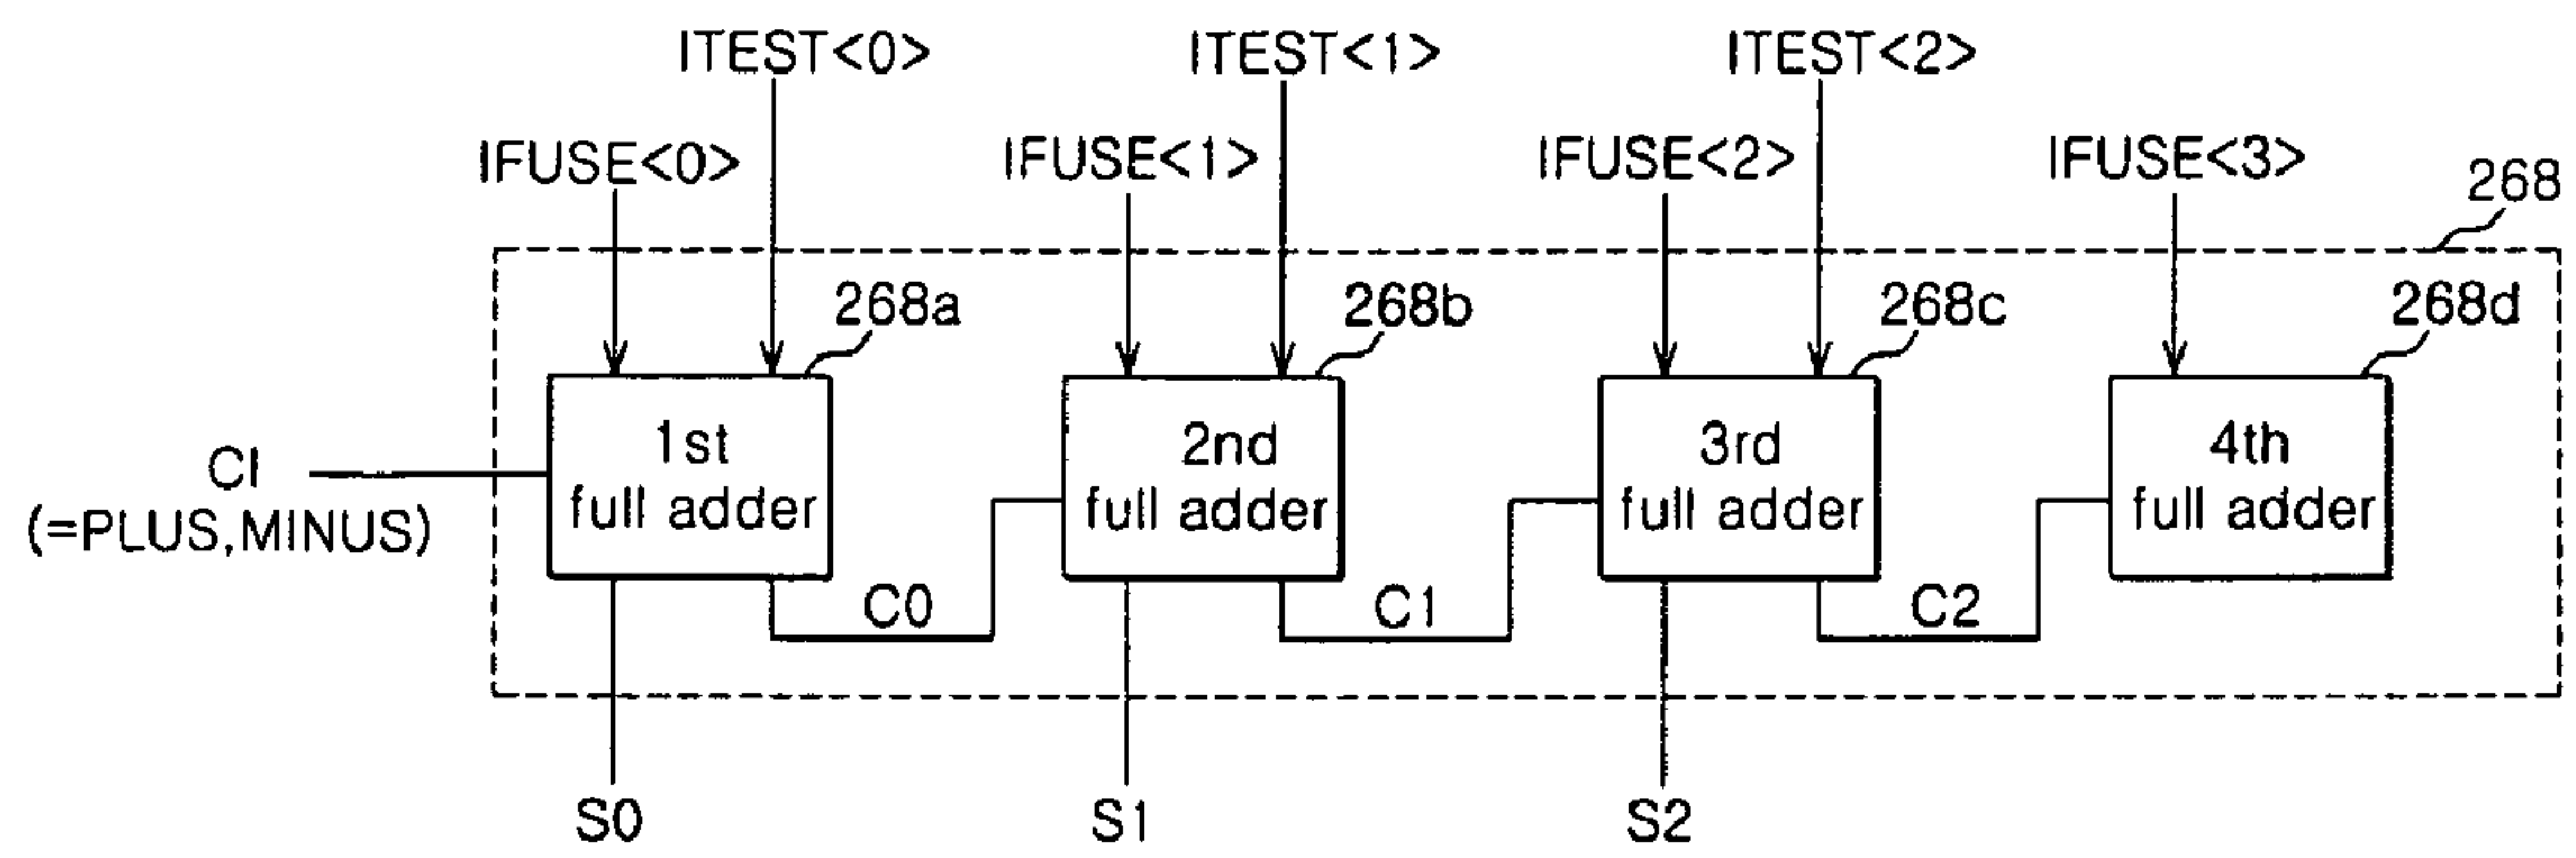 ITEST<0>
ITEST<1>
ITEST<2>
IFUSE<0>
IFUSE<1>
IFUSE<2>
IFUSE<3>
268
268a
268b
268c
268d
1st
full adder
2nd
full adder
3rd
full adder
4th
full adder
CI
(=PLUS,MINUS)
C0
C1
C2
S0
S1
S2